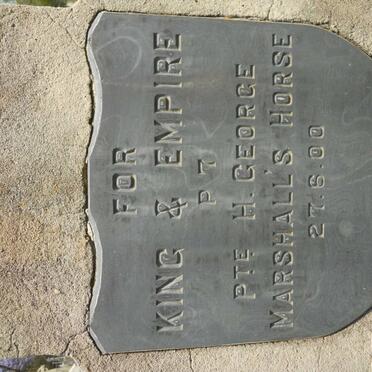 FOR
KING & EMPIRE
P 7
PTE H. GEORGE
MARSHALL'S HORSE
27.6.00